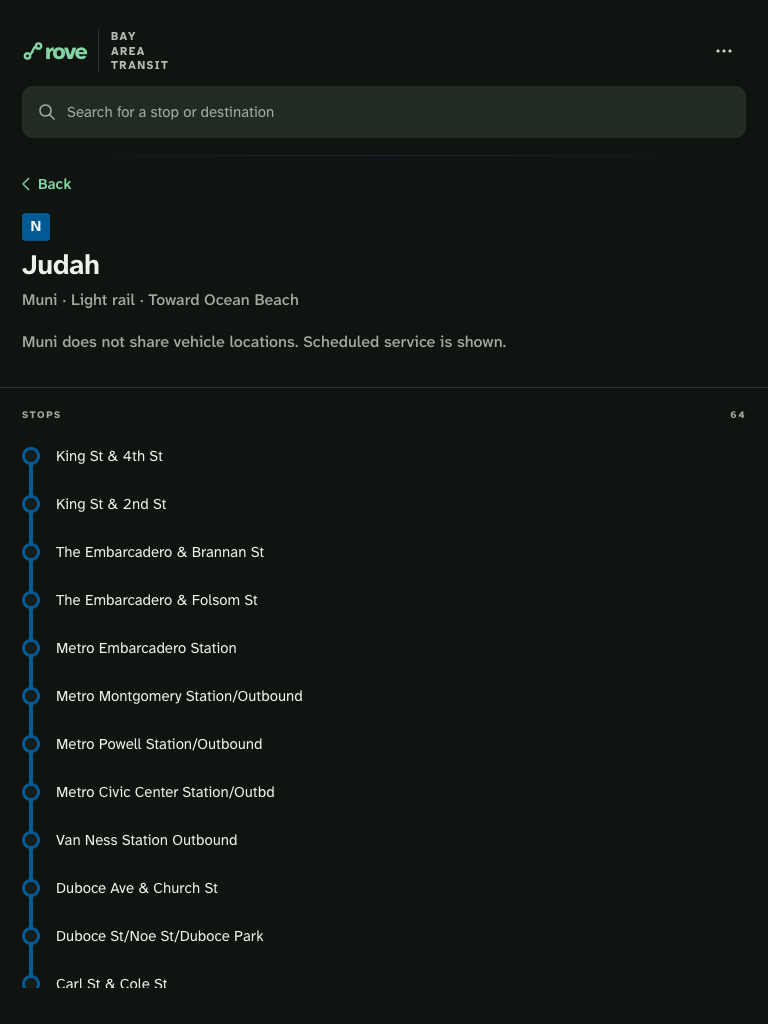 rove
BAY
AREA
TRANSIT
Search for a stop or destination
Back
N
Judah
Muni · Light rail · Toward Ocean Beach
Muni does not share vehicle locations. Scheduled service is shown.
STOPS 64
King St & 4th St
King St & 2nd St
The Embarcadero & Brannan St
The Embarcadero & Folsom St
Metro Embarcadero Station
Metro Montgomery Station/Outbound
Metro Powell Station/Outbound
Metro Civic Center Station/Outbd
Van Ness Station Outbound
Duboce Ave & Church St
Duboce St/Noe St/Duboce Park
Carl St & Cole St